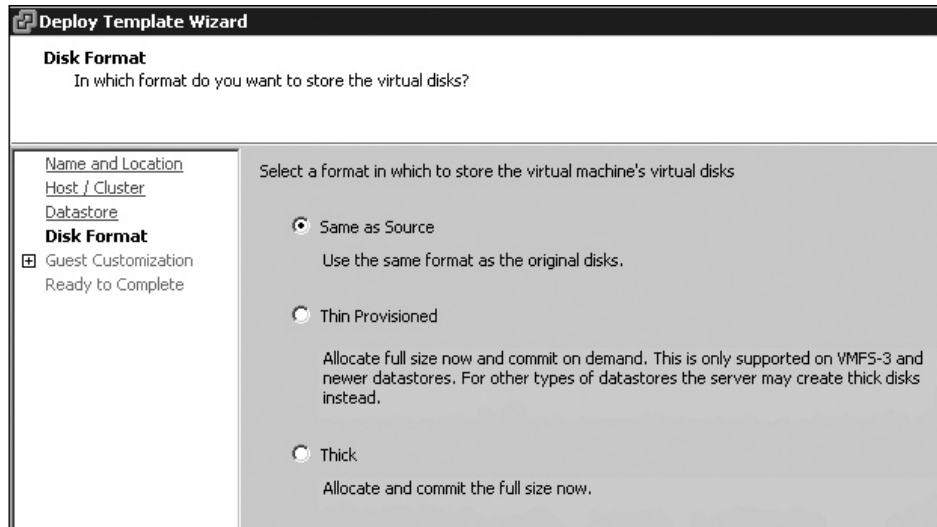 Deploy Template Wizard
Disk Format
In which format do you want to store the virtual disks?
Name and Location
Host / Cluster
Datastore
Disk Format
Guest Customization
Ready to Complete
Select a format in which to store the virtual machine's virtual disks
Same as Source
Use the same format as the original disks.
Thin Provisioned
Allocate full size now and commit on demand. This is only supported on VMFS-3 and
newer datastores. For other types of datastores the server may create thick disks
instead.
Thick
Allocate and commit the full size now.